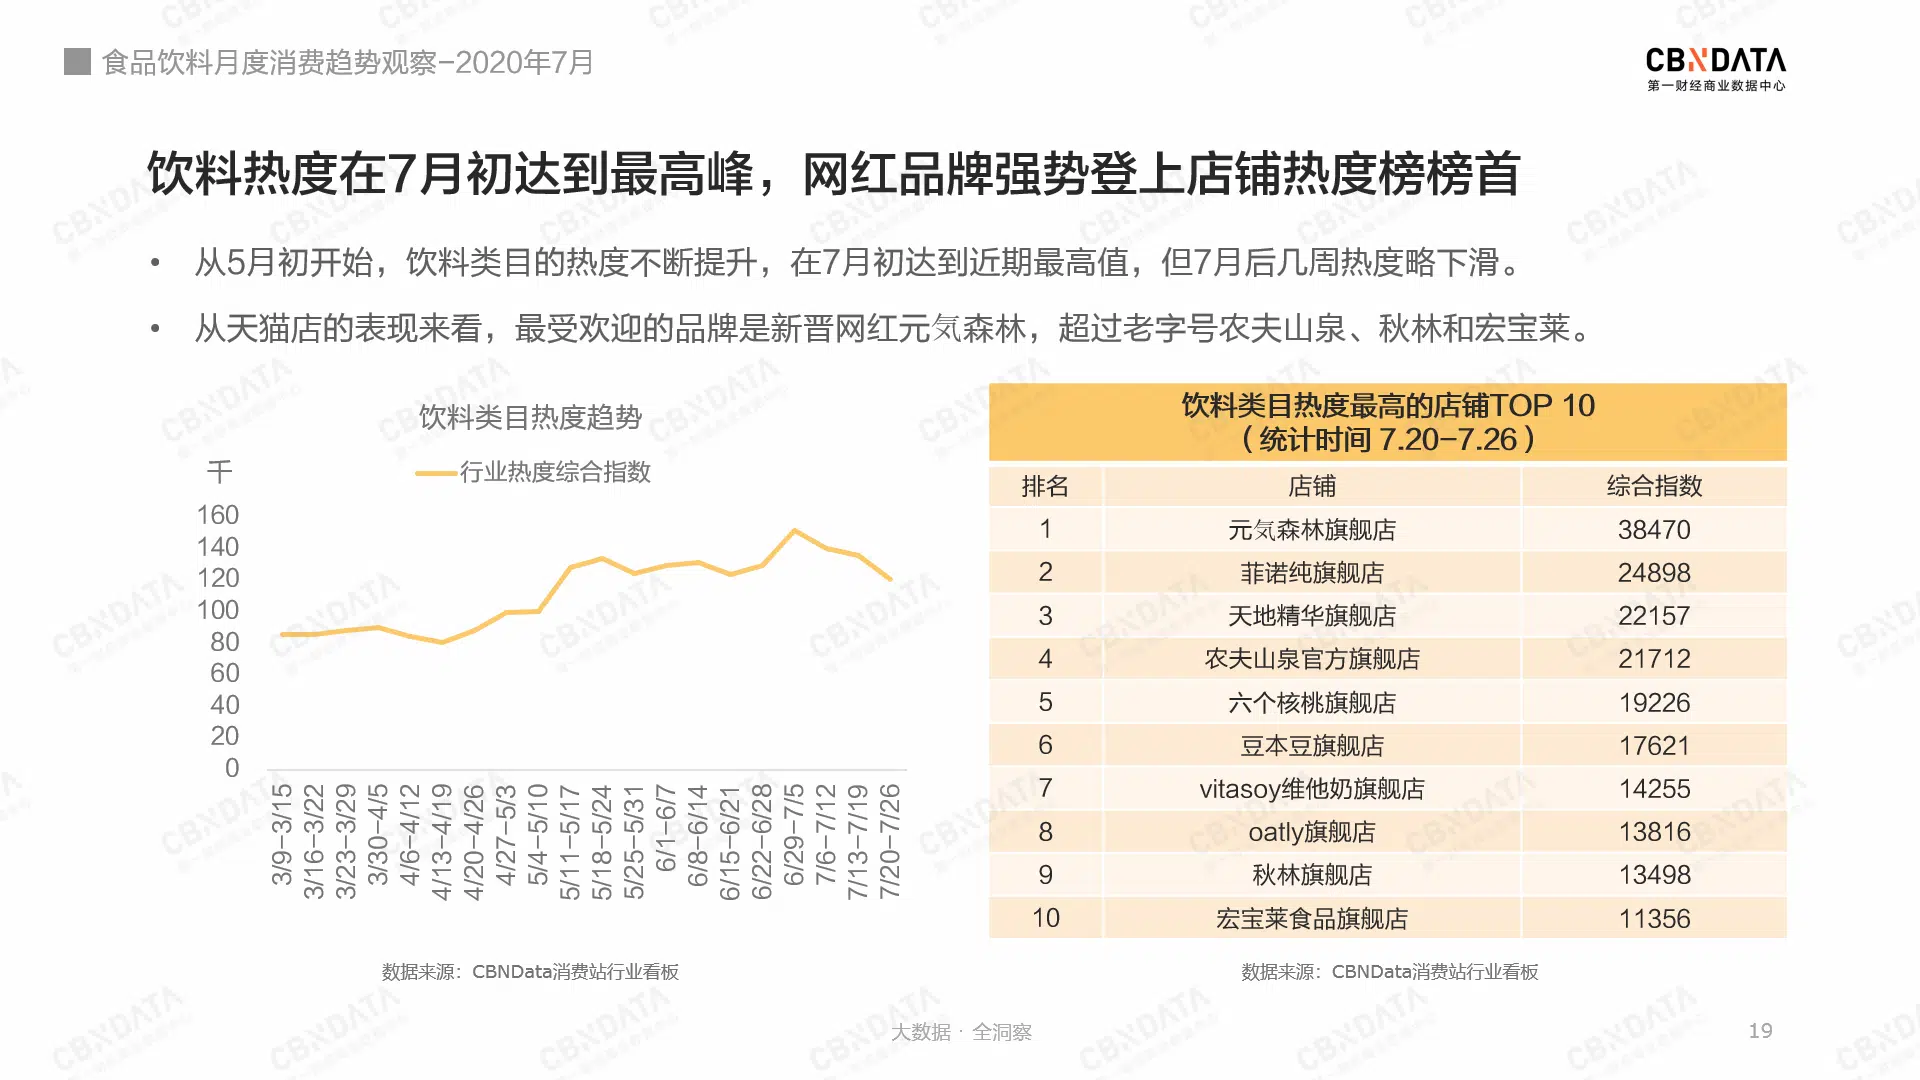 食品饮料月度消费趋势观察-2020年7月
CBNDATA
第一财经商业数据中心
饮料热度在7月初达到最高峰，网红品牌强势登上店铺热度榜榜首
• 从5月初开始，饮料类目的热度不断提升，在7月初达到近期最高值，但7月后几周热度略下滑。
• 从天猫店的表现来看，最受欢迎的品牌是新晋网红元気森林，超过老字号农夫山泉、秋林和宏宝莱。
饮料类目热度趋势
千
行业热度综合指数
160
140
120
100
80
60
40
20
0
3/9-3/15
3/16-3/22
3/23-3/29
3/30-4/5
4/6-4/12
4/13-4/19
4/20-4/26
4/27-5/3
5/4-5/10
5/11-5/17
5/18-5/24
5/25-5/31
6/1-6/7
6/8-6/14
6/15-6/21
6/22-6/28
6/29-7/5
7/6-7/12
7/13-7/19
7/20-7/26
数据来源：CBNData消费站行业看板
饮料类目热度最高的店铺TOP 10
（统计时间 7.20-7.26）
排名 店铺 综合指数
1 元気森林旗舰店 38470
2 菲诺纯旗舰店 24898
3 天地精华旗舰店 22157
4 农夫山泉官方旗舰店 21712
5 六个核桃旗舰店 19226
6 豆本豆旗舰店 17621
7 vitasoy维他奶旗舰店 14255
8 oatly旗舰店 13816
9 秋林旗舰店 13498
10 宏宝莱食品旗舰店 11356
数据来源：CBNData消费站行业看板
大数据 · 全洞察
19